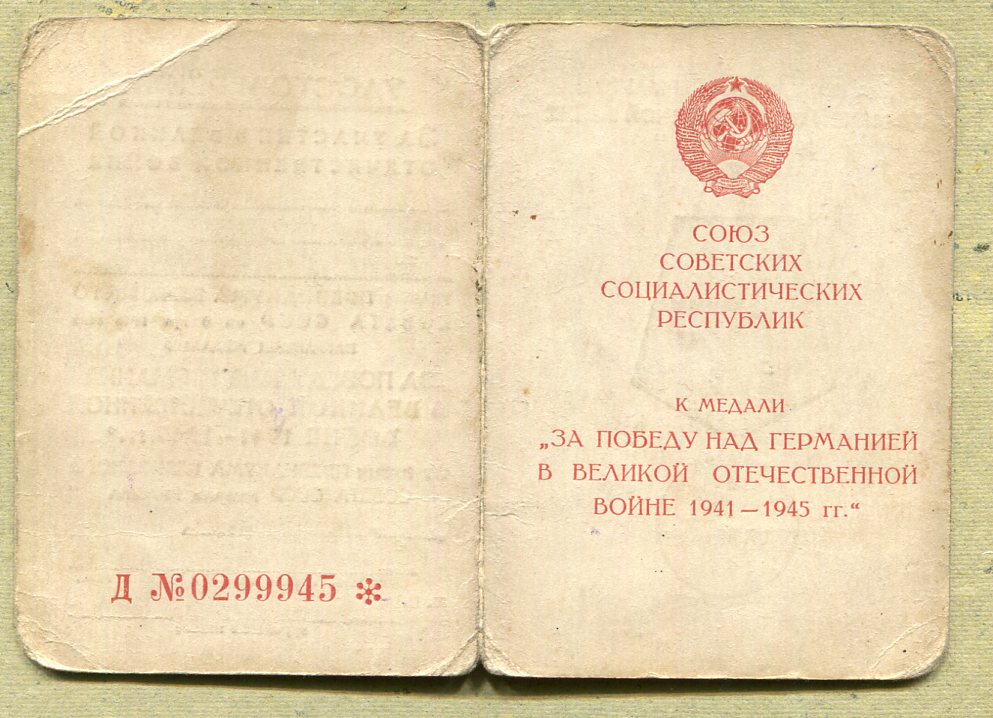 Д №0299945
СОЮЗ
СОВЕТСКИХ
СОЦИАЛИСТИЧЕСКИХ
РЕСПУБЛИК
К МЕДАЛИ
„ЗА ПОБЕДУ НАД ГЕРМАНИЕЙ
В ВЕЛИКОЙ ОТЕЧЕСТВЕННОЙ
ВОЙНЕ 1941—1945 гг.“